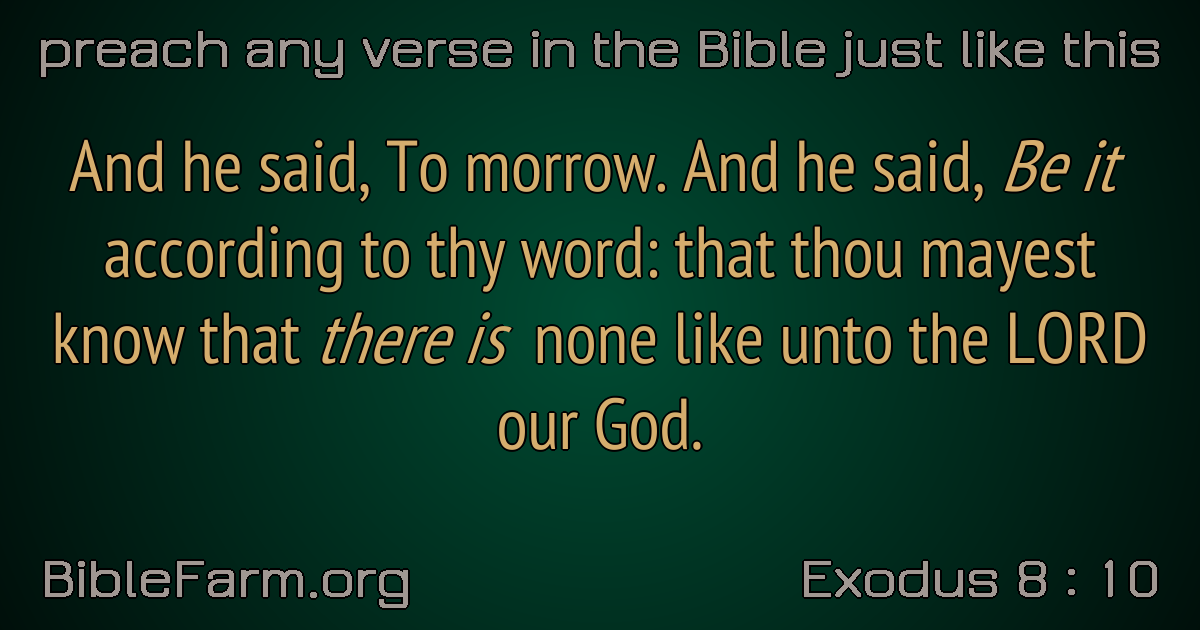 preach any verse in the Bible just like this
And he said, To morrow. And he said, Be it
according to thy word: that thou mayest
know that there is none like unto the LORD
our God.
BibleFarm.org
Exodus 8 : 10